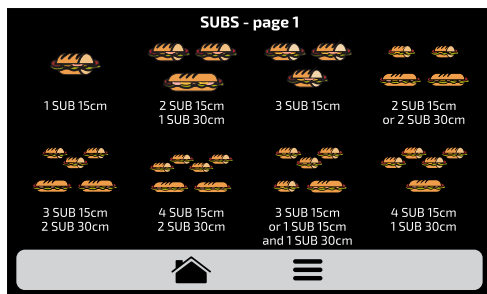 SUBS - page 1
1 SUB 15cm
2 SUB 15cm
1 SUB 30cm
3 SUB 15cm
2 SUB 15cm
or 2 SUB 30cm
3 SUB 15cm
2 SUB 30cm
4 SUB 15cm
2 SUB 30cm
3 SUB 15cm
or 1 SUB 15cm
and 1 SUB 30cm
4 SUB 15cm
1 SUB 30cm